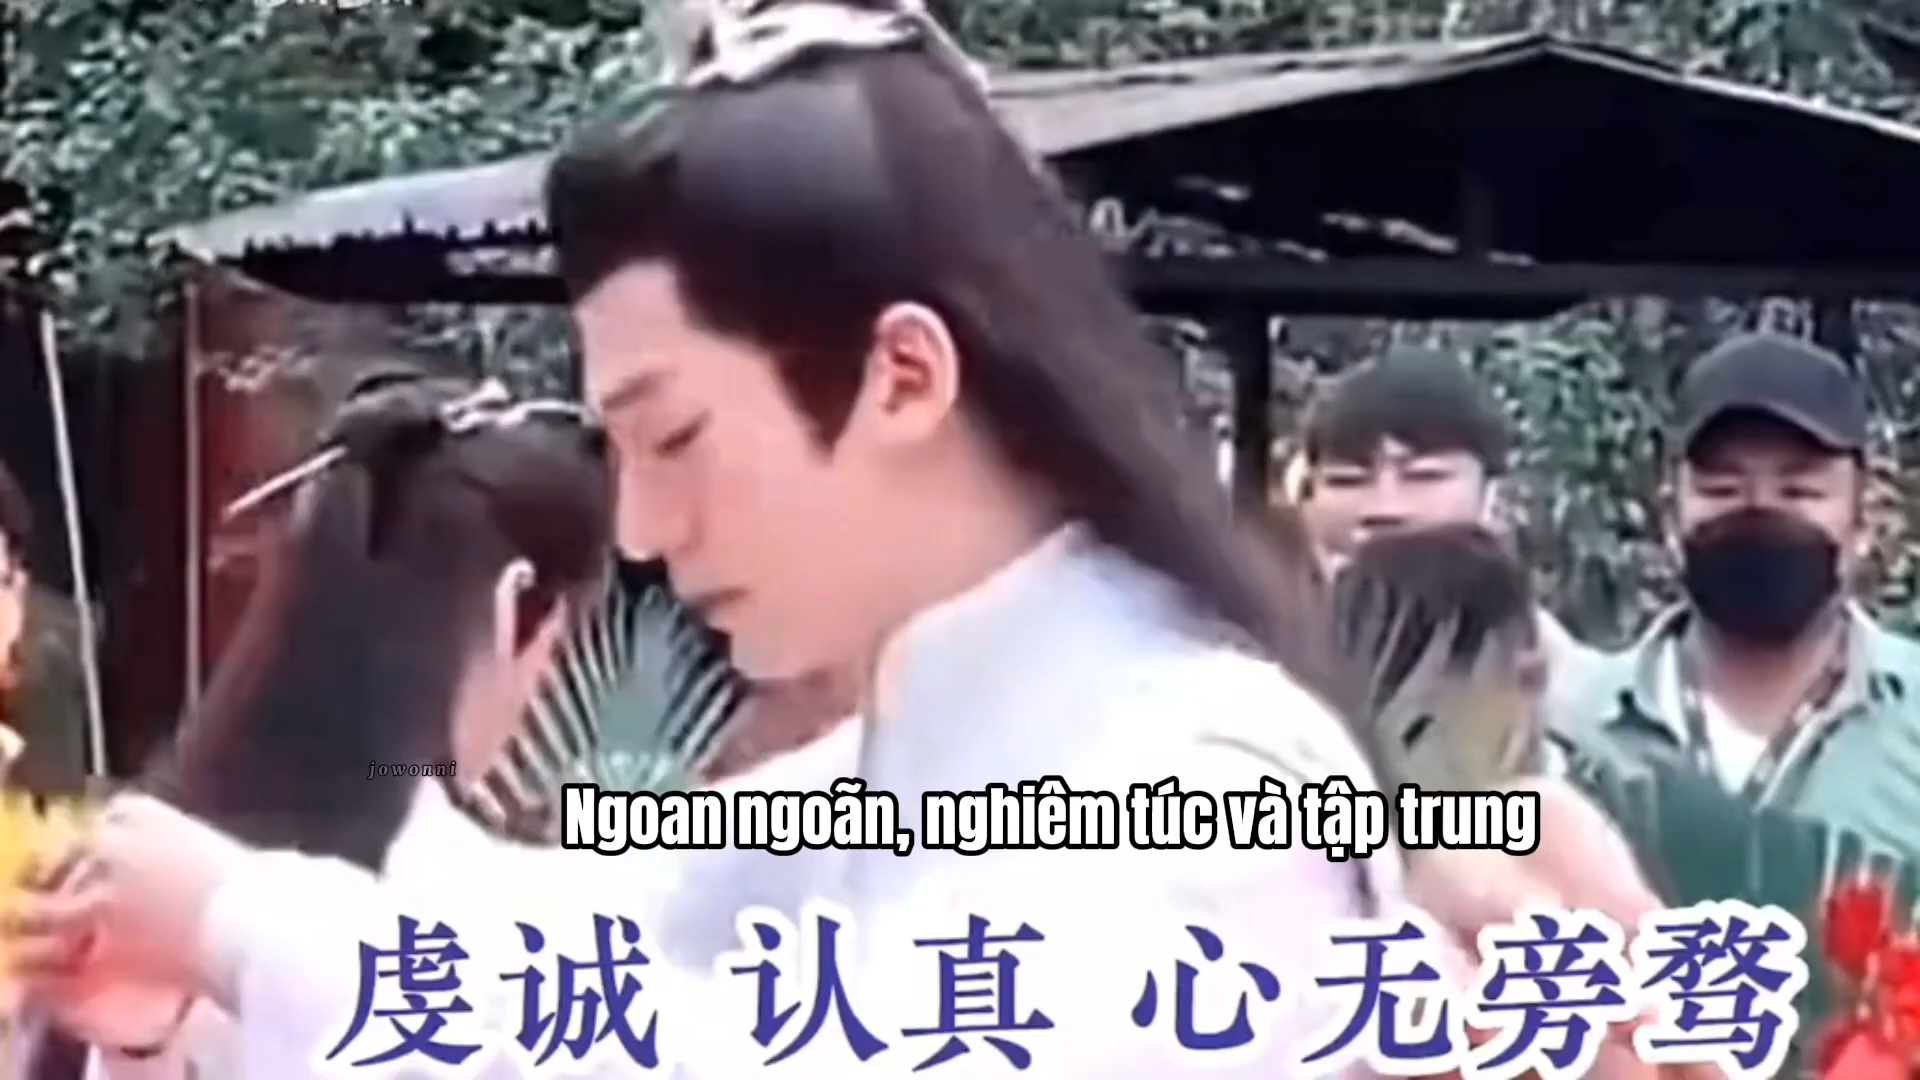 jowonni
Ngoan ngoãn, nghiêm túc và tập trung
虔诚 认真 心无旁骛